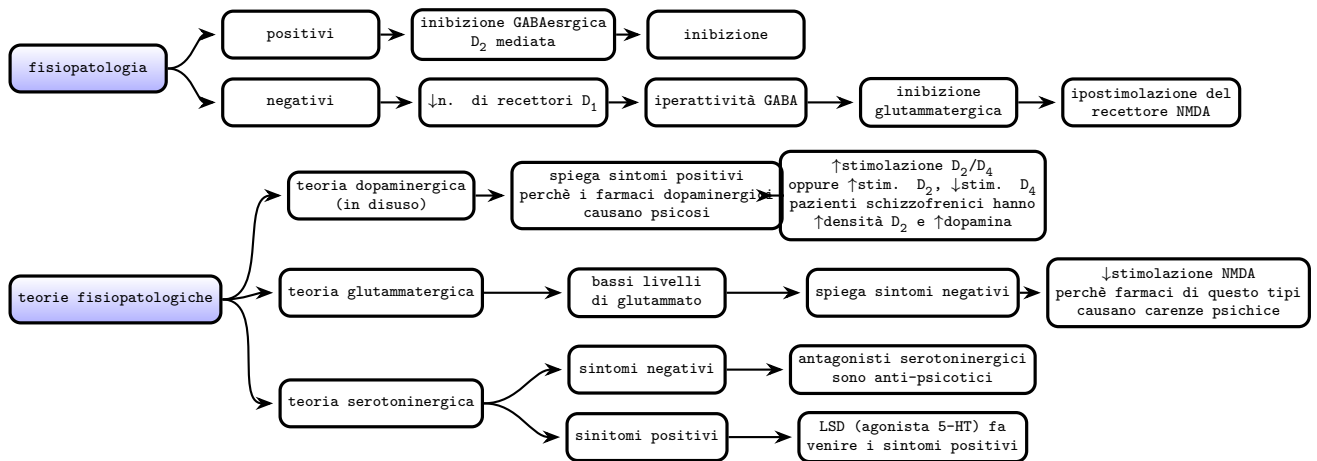 fisiopatologia
positivi
inibizione GABAesrgica
D₂ mediata
inibizione
negativi
↓n. di recettori D₁
iperattività GABA
inibizione
glutammatergica
ipostimolazione del
recettore NMDA
teorie fisiopatologiche
teoria dopaminergica
(in disuso)
spiega sintomi positivi
perchè i farmaci dopaminergici
causano psicosi
↑stimolazione D₂/D₄
oppure ↑stim. D₂, ↓stim. D₄
pazienti schizzofrenici hanno
↑densità D₂ e ↑dopamina
teoria glutammatergica
bassi livelli
di glutammato
spiega sintomi negativi
↓stimolazione NMDA
perchè farmaci di questo tipi
causano carenze psichice
teoria serotoninergica
sintomi negativi
antagonisti serotoninergici
sono anti-psicotici
sinitomi positivi
LSD (agonista 5-HT) fa
venire i sintomi positivi